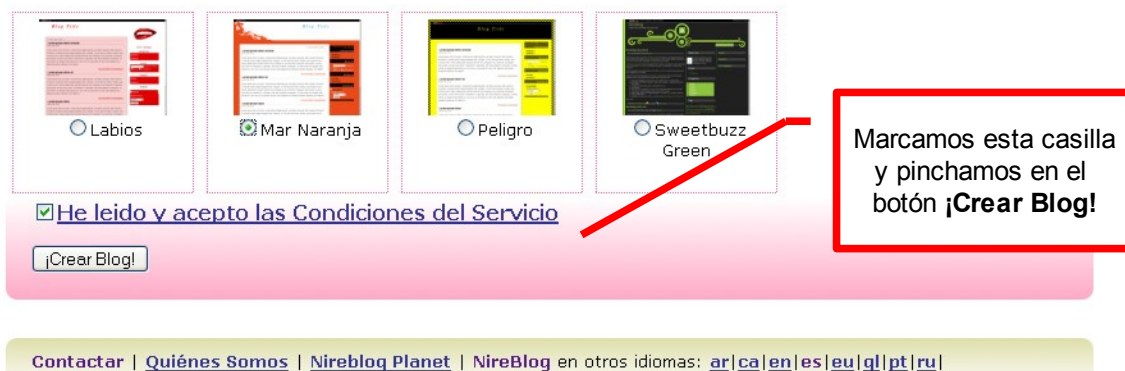 Blog Pido
Labios
Mar Naranja
Peligro
Sweetbuzz
Green
Marcamos esta casilla
y pinchamos en el
botón ¡Crear Blog!
He leido y acepto las Condiciones del Servicio
¡Crear Blog!
Contactar | Quiénes Somos | Nireblog Planet | NireBlog en otros idiomas: ar|ca|en|es|eu|gl|pt|ru|